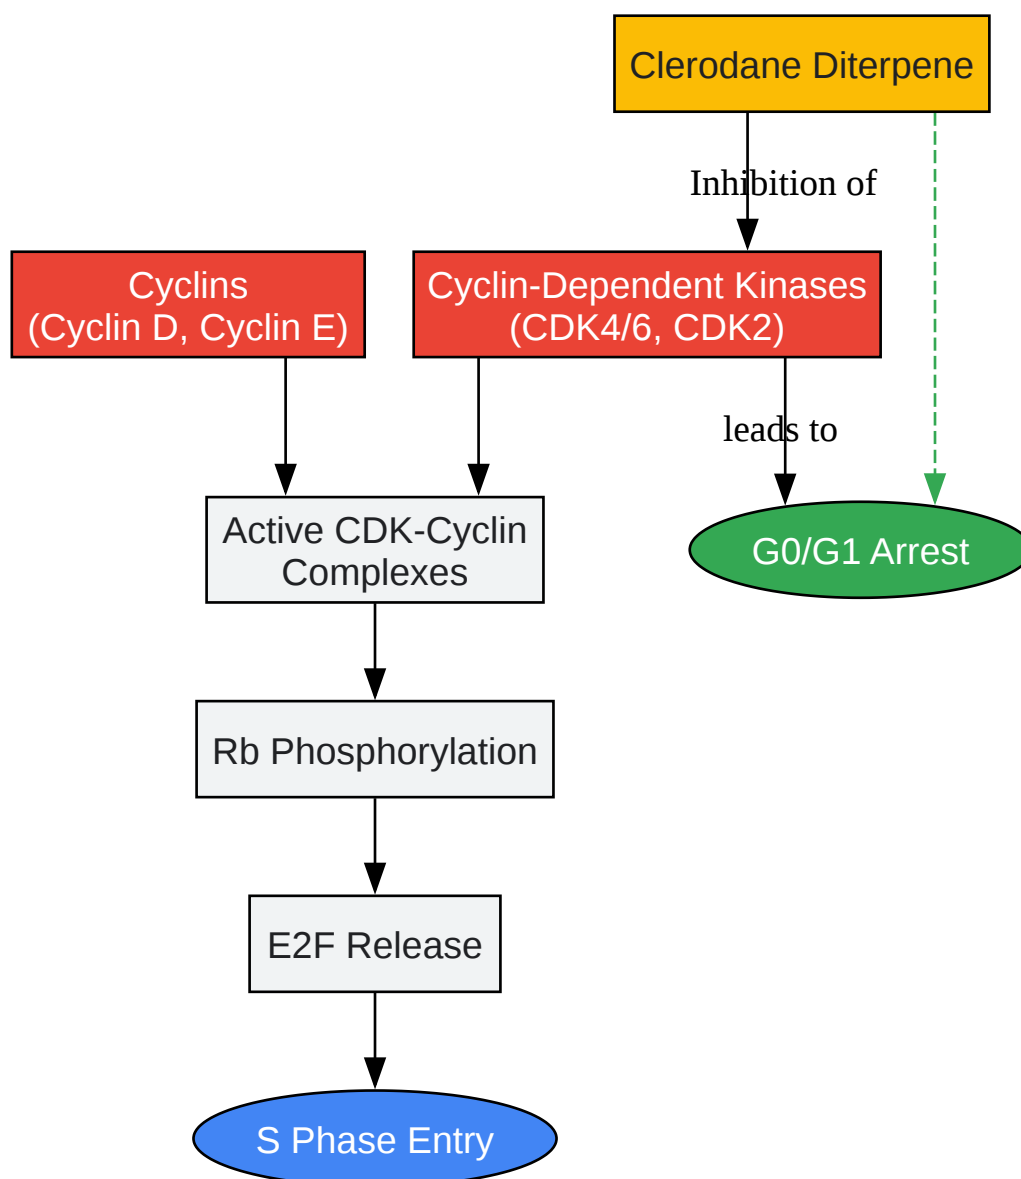 Clerodane Diterpene
Inhibition of
Cyclins
(Cyclin D, Cyclin E)
Cyclin-Dependent Kinases
(CDK4/6, CDK2)
leads to
Active CDK-Cyclin
Complexes
G0/G1 Arrest
Rb Phosphorylation
E2F Release
S Phase Entry